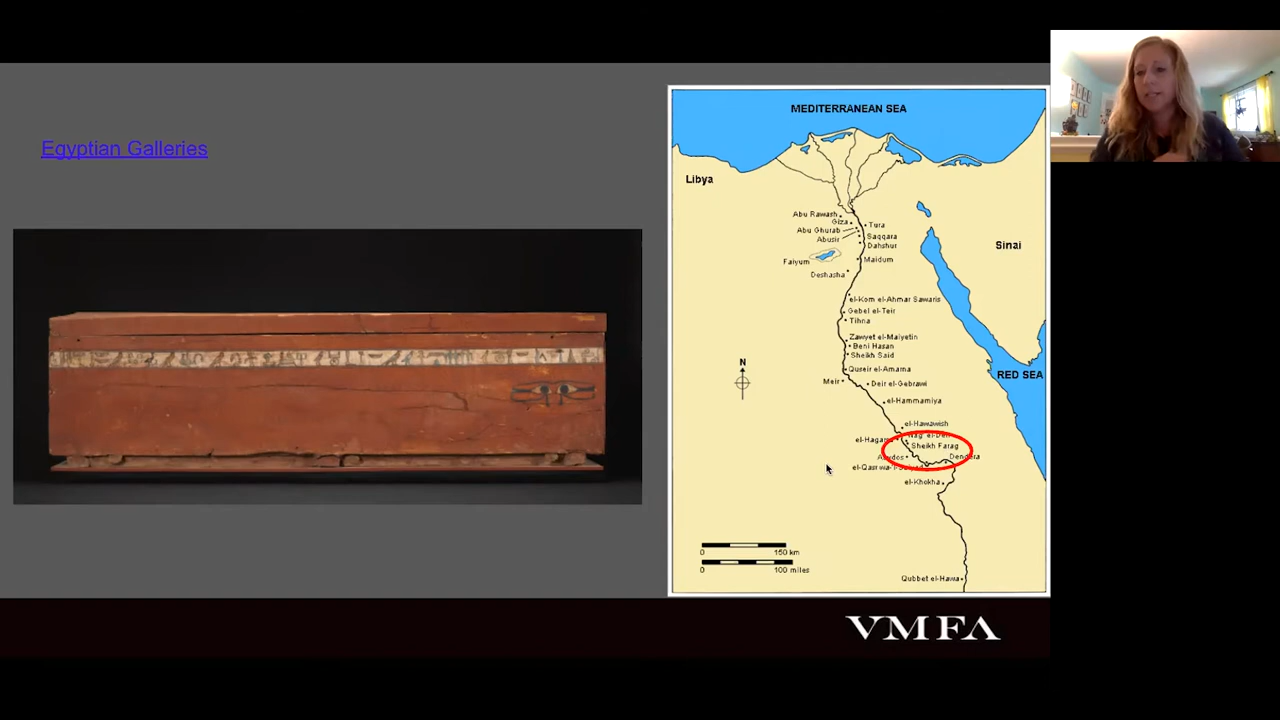 Egyptian Galleries
MEDITERRANEAN SEA
Libya
Abu Rawash
Giza
Tura
Abu Ghurab
Saqqara
Abusir
Dahshur
Sinai
Faiyum
Maidum
Deshasha
el-Kom el-Ahmar Sawaris
Gebel el-Teir
Tihna
Zawyet el-Maiyetin
Beni Hasan
Sheikh Said
N
Quseir el-Amarna
RED SEA
Meir
Deir el-Gebrawi
el-Hammamiya
el-Hawawish
el-Hagarsa
Sheikh Farag
Abydos
Dendera
el-Khokha
0 150 km
0 100 miles
Qubbet el-Hawa
VMFA